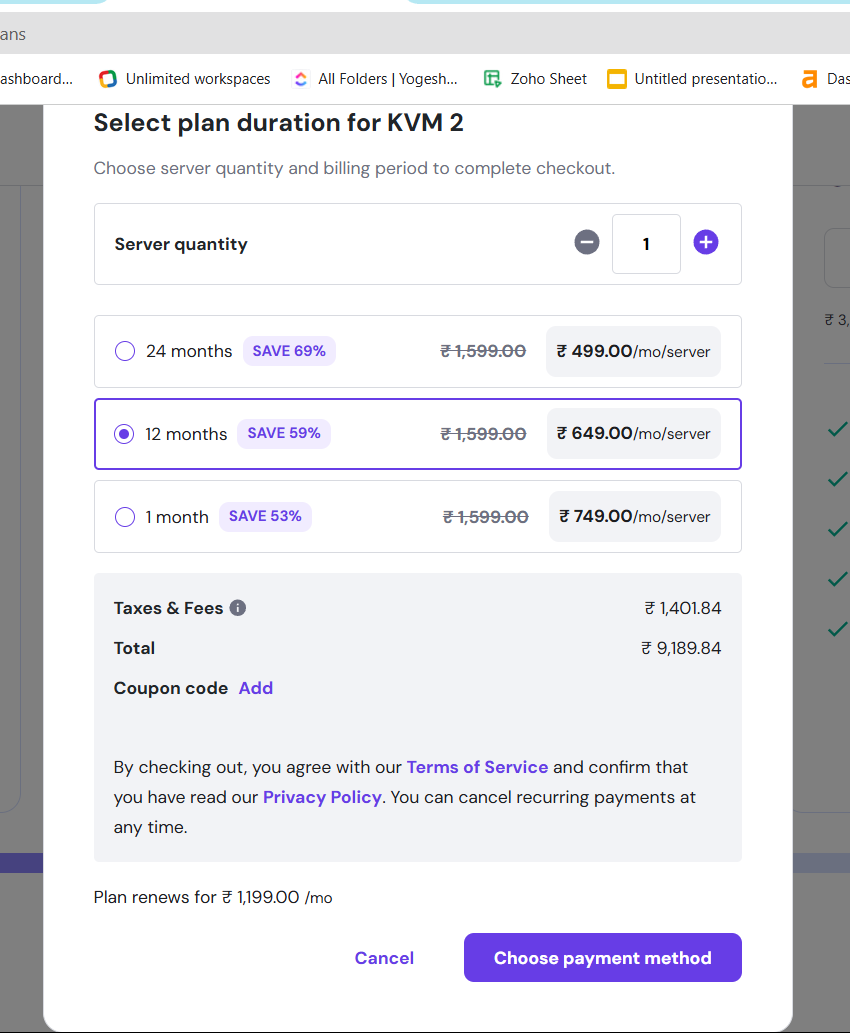 ans
ashboard... Unlimited workspaces All Folders | Yogesh... Zoho Sheet Untitled presentatio... Das
Select plan duration for KVM 2
Choose server quantity and billing period to complete checkout.
Server quantity 1
₹ 3,
24 months SAVE 69% ₹ 1,599.00 ₹ 499.00/mo/server
12 months SAVE 59% ₹ 1,599.00 ₹ 649.00/mo/server
1 month SAVE 53% ₹ 1,599.00 ₹ 749.00/mo/server
Taxes & Fees ₹ 1,401.84
Total ₹ 9,189.84
Coupon code Add
By checking out, you agree with our Terms of Service and confirm that
you have read our Privacy Policy. You can cancel recurring payments at
any time.
Plan renews for ₹ 1,199.00 /mo
Cancel Choose payment method